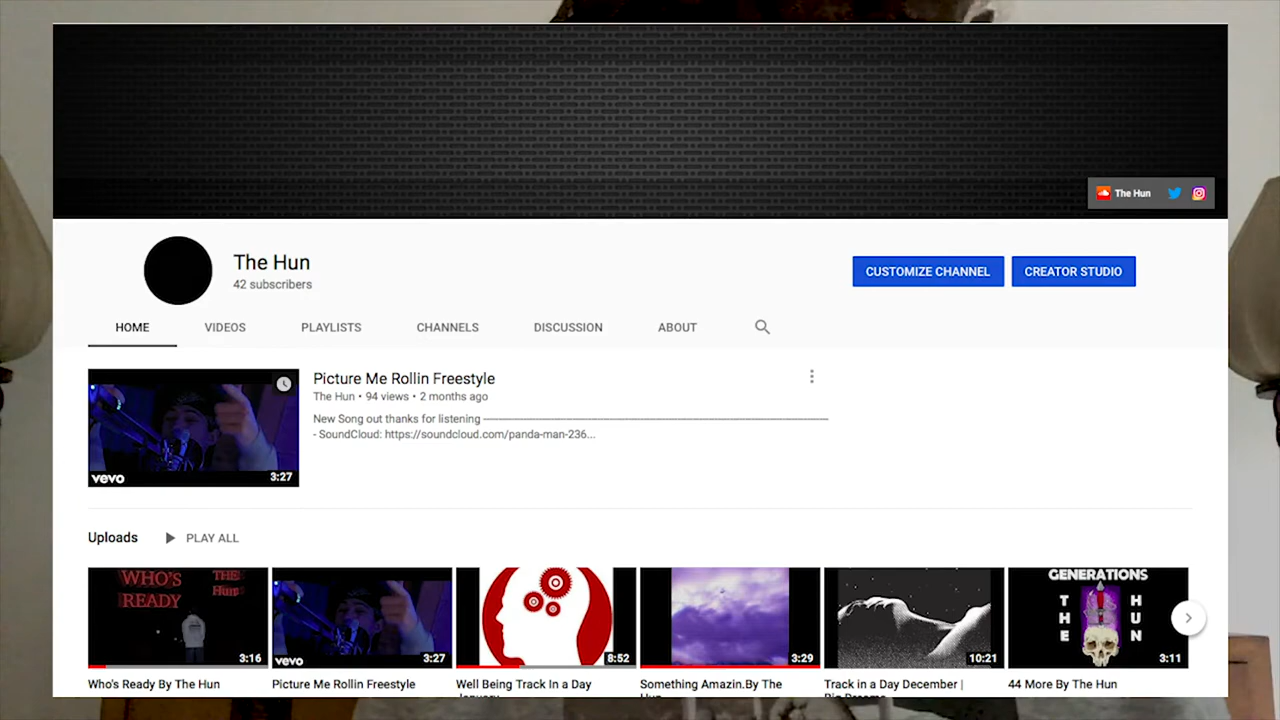 The Hun
The Hun
42 subscribers
CUSTOMIZE CHANNEL
CREATOR STUDIO
HOME
VIDEOS
PLAYLISTS
CHANNELS
DISCUSSION
ABOUT
Picture Me Rollin Freestyle
The Hun • 94 views • 2 months ago
New Song out thanks for listening ——————————————————————————
- SoundCloud: https://soundcloud.com/panda-man-236...
vevo
3:27
Uploads
PLAY ALL
WHO'S
READY
THE
Hun
3:16
vevo
3:27
8:52
3:29
10:21
GENERATIONS
THE
HUN
3:11
Who's Ready By The Hun
Picture Me Rollin Freestyle
Well Being Track In a Day
January
Something Amazin.By The
Hun
Track in a Day December |
Big Dreams
44 More By The Hun